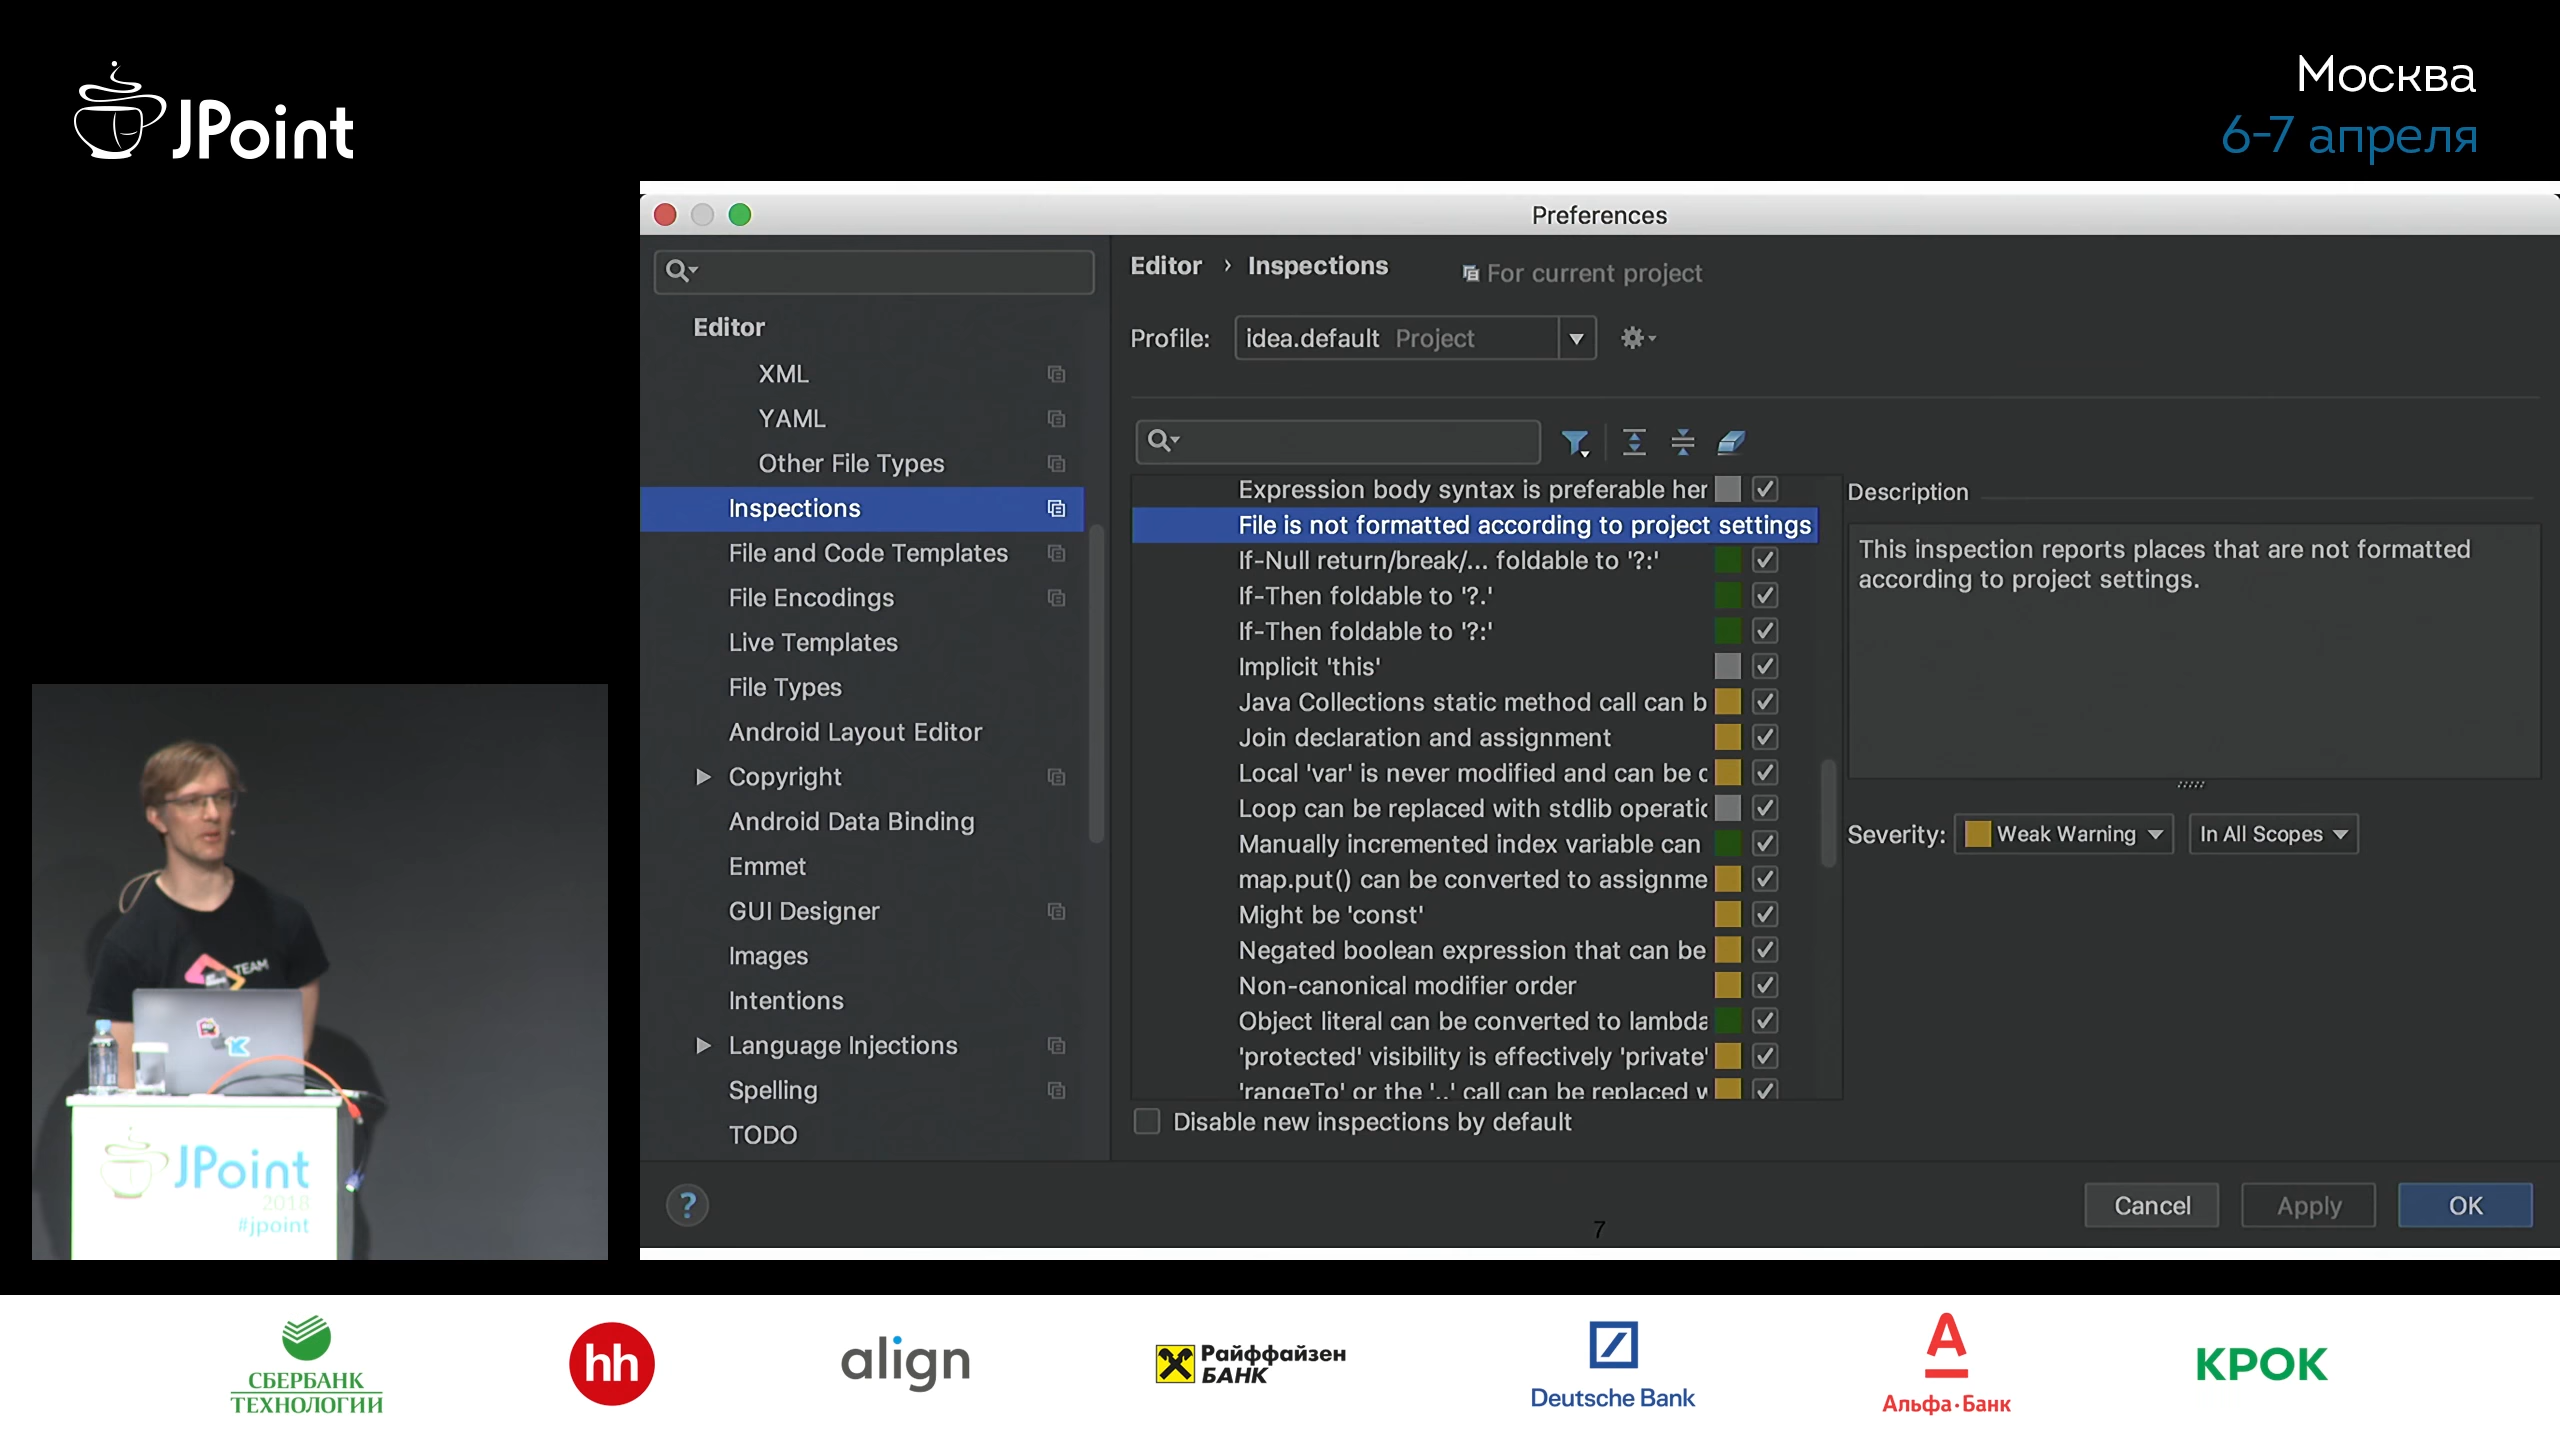 JPoint
Москва
6-7 апреля
Preferences
Editor
XML
YAML
Other File Types
Inspections
File and Code Templates
File Encodings
Live Templates
File Types
Android Layout Editor
Copyright
Android Data Binding
Emmet
GUI Designer
Images
Intentions
Language Injections
Spelling
TODO
Editor › Inspections
For current project
Profile: idea.default Project
Expression body syntax is preferable her
File is not formatted according to project settings
If-Null return/break/... foldable to '?:'
If-Then foldable to '?.'
If-Then foldable to '?:'
Implicit 'this'
Java Collections static method call can b
Join declaration and assignment
Local 'var' is never modified and can be c
Loop can be replaced with stdlib operatic
Manually incremented index variable can
map.put() can be converted to assignme
Might be 'const'
Negated boolean expression that can be
Non-canonical modifier order
Object literal can be converted to lambda
'protected' visibility is effectively 'private'
'rangeTo' or the '..' call can be replaced w
Disable new inspections by default
Description
This inspection reports places that are not formatted
according to project settings.
Severity: Weak Warning In All Scopes
?
7
Cancel Apply OK
TEAM
JPoint
2018
#jpoint
СБЕРБАНК
ТЕХНОЛОГИИ
hh
align
Райффайзен
БАНК
Deutsche Bank
Альфа·Банк
КРОК